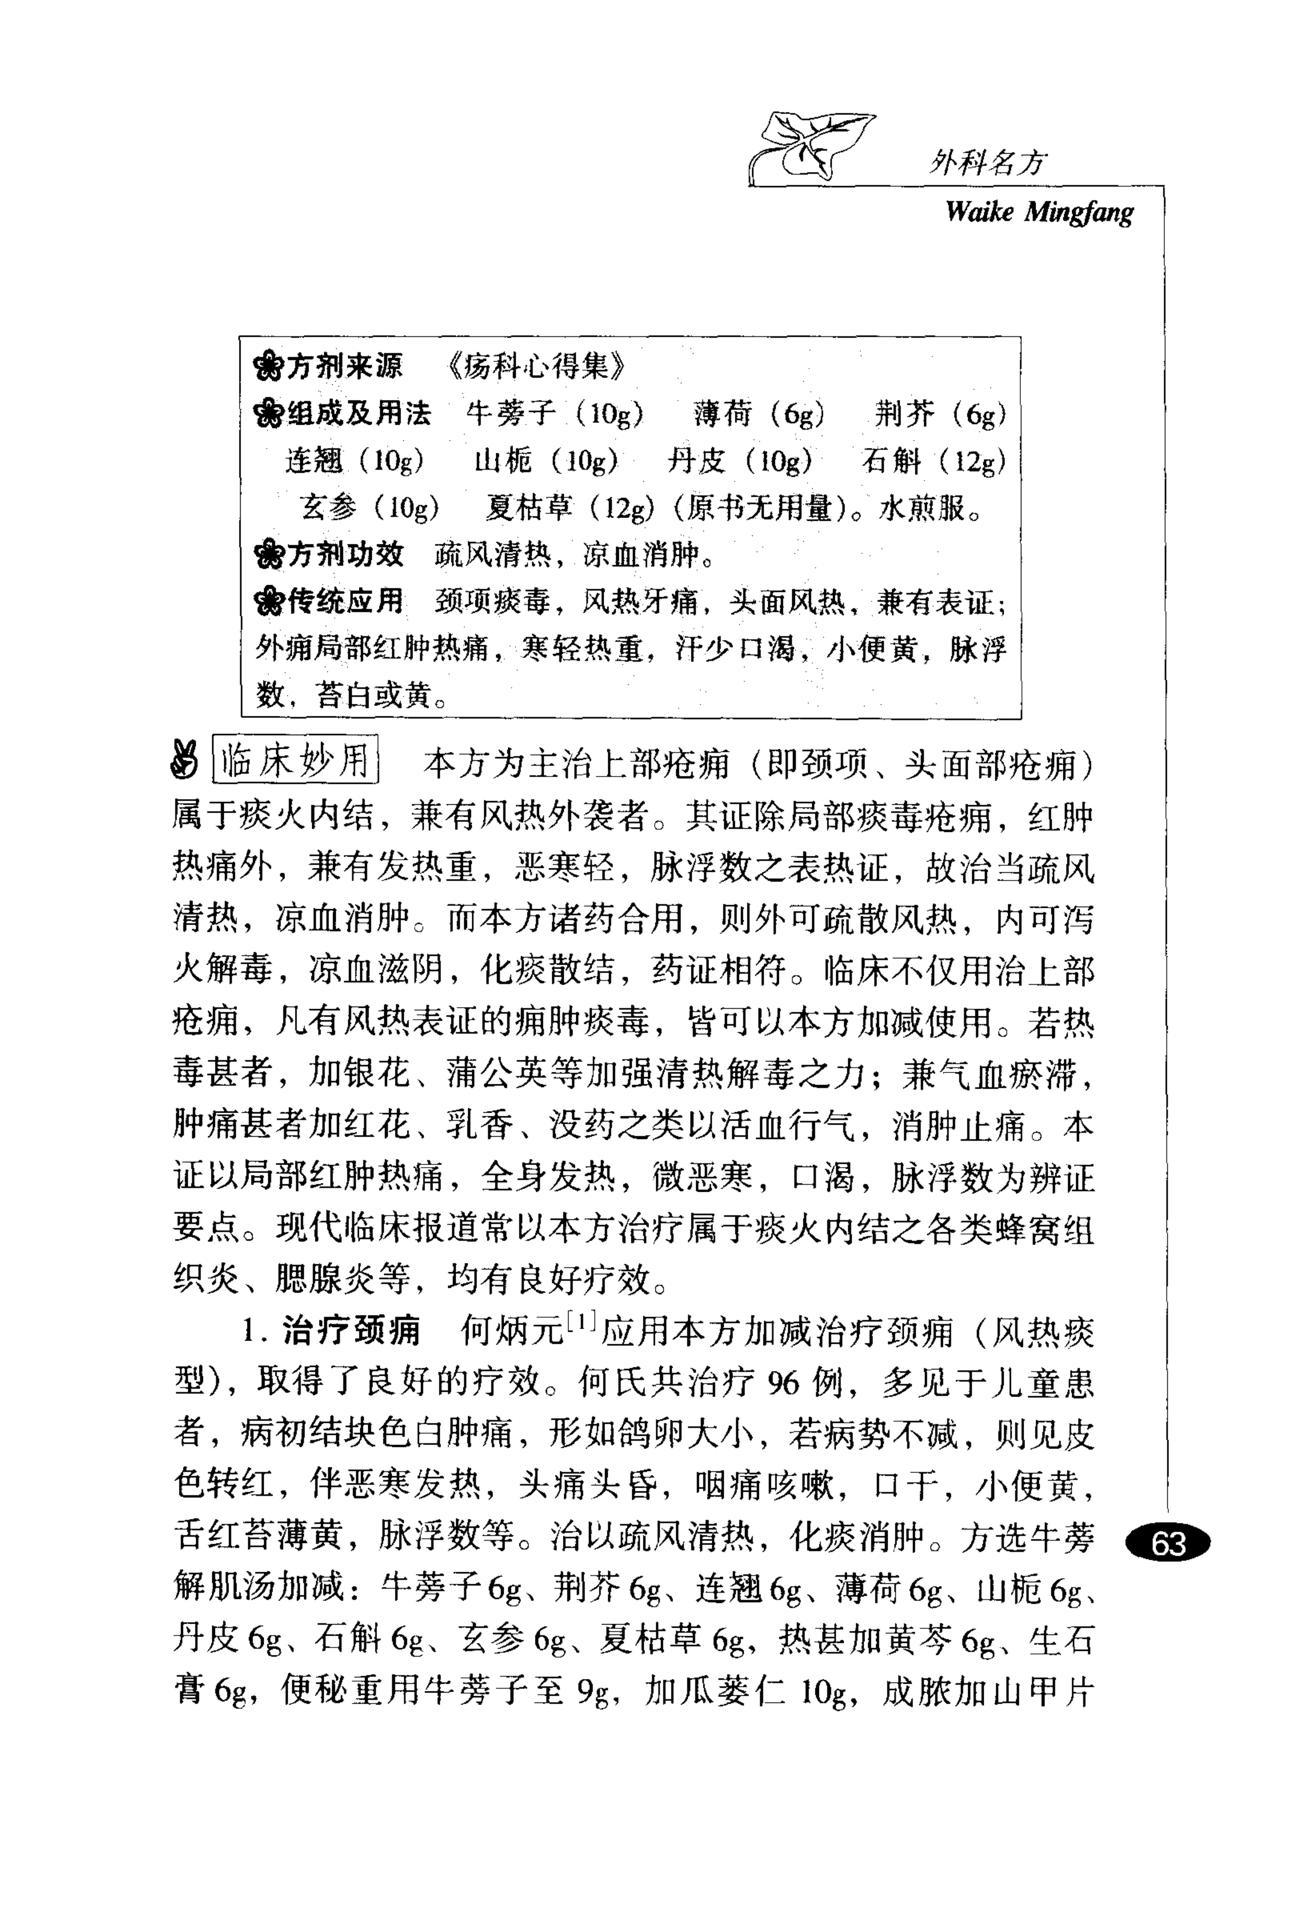 外科名方
Waike Mingfang
方剂来源 《疡科心得集》
组成及用法 牛蒡子（10g） 薄荷（6g） 荆芥（6g）
连翘（10g） 山栀（10g） 丹皮（10g） 石斛（12g）
玄参（10g） 夏枯草（12g）（原书无用量）。水煎服。
方剂功效 疏风清热，凉血消肿。
传统应用 颈项痰毒，风热牙痛，头面风热，兼有表证；
外痈局部红肿热痛，寒轻热重，汗少口渴，小便黄，脉浮
数，苔白或黄。
临床妙用 本方为主治上部疮痈（即颈项、头面部疮痈）
属于痰火内结，兼有风热外袭者。其证除局部痰毒疮痈，红肿
热痛外，兼有发热重，恶寒轻，脉浮数之表热证，故治当疏风
清热，凉血消肿。而本方诸药合用，则外可疏散风热，内可泻
火解毒，凉血滋阴，化痰散结，药证相符。临床不仅用治上部
疮痈，凡有风热表证的痈肿痰毒，皆可以本方加减使用。若热
毒甚者，加银花、蒲公英等加强清热解毒之力；兼气血瘀滞，
肿痛甚者加红花、乳香、没药之类以活血行气，消肿止痛。本
证以局部红肿热痛，全身发热，微恶寒，口渴，脉浮数为辨证
要点。现代临床报道常以本方治疗属于痰火内结之各类蜂窝组
织炎、腮腺炎等，均有良好疗效。
1. 治疗颈痈 何炳元[1]应用本方加减治疗颈痈（风热痰
型），取得了良好的疗效。何氏共治疗 96 例，多见于儿童患
者，病初结块色白肿痛，形如鸽卵大小，若病势不减，则见皮
色转红，伴恶寒发热，头痛头昏，咽痛咳嗽，口干，小便黄，
舌红苔薄黄，脉浮数等。治以疏风清热，化痰消肿。方选牛蒡
解肌汤加减：牛蒡子 6g、荆芥 6g、连翘 6g、薄荷 6g、山栀 6g、
丹皮 6g、石斛 6g、玄参 6g、夏枯草 6g，热甚加黄芩 6g、生石
膏 6g，便秘重用牛蒡子至 9g，加瓜蒌仁 10g，成脓加山甲片
63